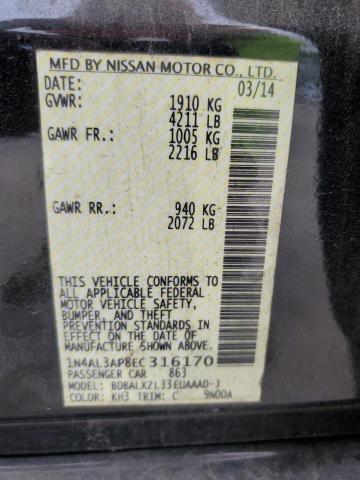 MFD BY NISSAN MOTOR CO., LTD.
DATE: 03/14
GVWR: 1910 KG
4211 LB
GAWR FR.: 1005 KG
2216 LB
GAWR RR.: 940 KG
2072 LB
THIS VEHICLE CONFORMS TO
ALL APPLICABLE FEDERAL
MOTOR VEHICLE SAFETY,
BUMPER, AND THEFT
PREVENTION STANDARDS
IN EFFECT ON THE DATE OF
MANUFACTURE SHOWN ABOVE.
1N4AL3AP8EC316170
PASSENGER CAR 863
MODEL: BDBALXZL33EUAAAD-J
COLOR: KH3 TRIM: C 9N00A